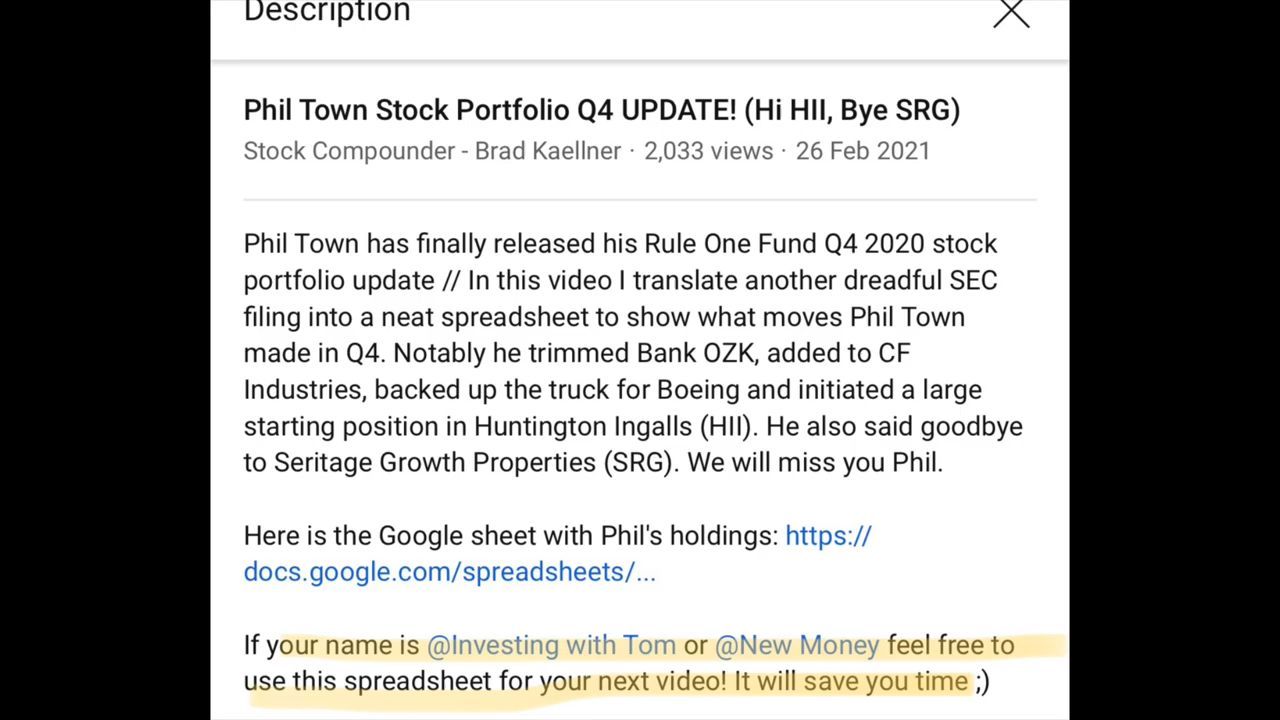 Description
Phil Town Stock Portfolio Q4 UPDATE! (Hi HII, Bye SRG)
Stock Compounder - Brad Kaellner · 2,033 views · 26 Feb 2021
Phil Town has finally released his Rule One Fund Q4 2020 stock
portfolio update // In this video I translate another dreadful SEC
filing into a neat spreadsheet to show what moves Phil Town
made in Q4. Notably he trimmed Bank OZK, added to CF
Industries, backed up the truck for Boeing and initiated a large
starting position in Huntington Ingalls (HII). He also said goodbye
to Seritage Growth Properties (SRG). We will miss you Phil.
Here is the Google sheet with Phil's holdings: https://
docs.google.com/spreadsheets/...
If your name is @Investing with Tom or @New Money feel free to
use this spreadsheet for your next video! It will save you time ;)